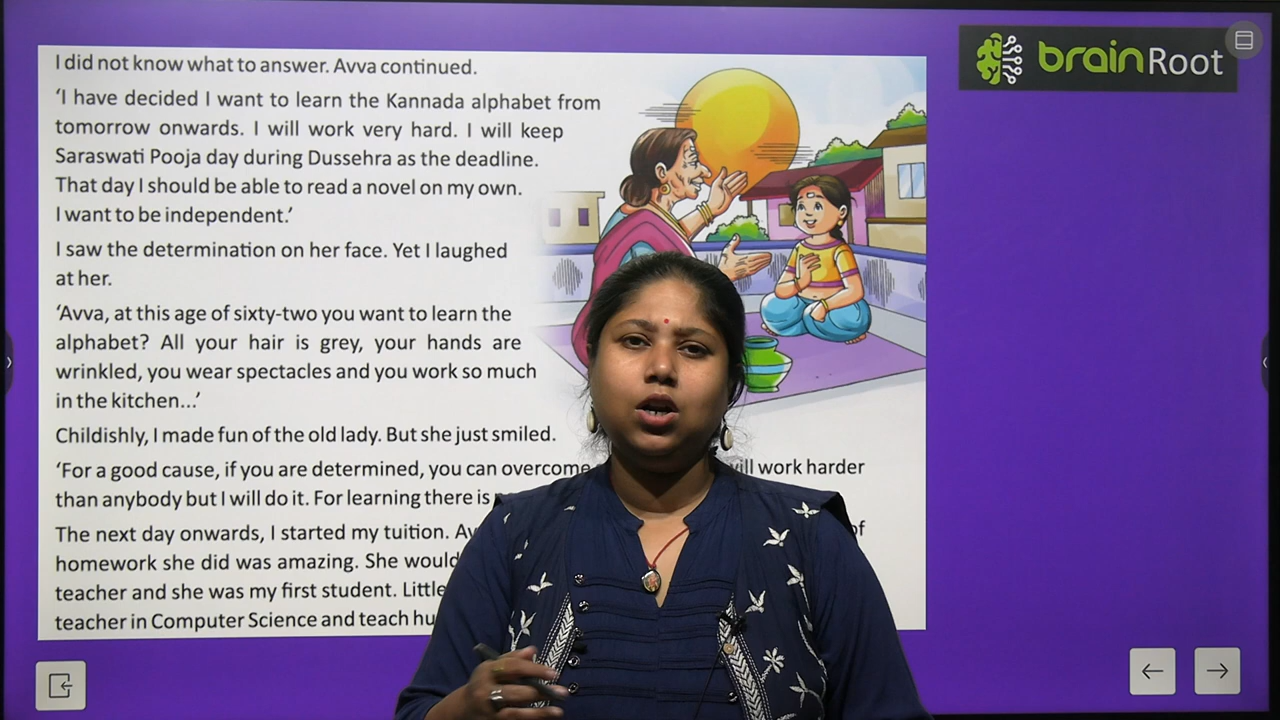 I did not know what to answer. Avva continued.
'I have decided I want to learn the Kannada alphabet from
tomorrow onwards. I will work very hard. I will keep
Saraswati Pooja day during Dussehra as the deadline.
That day I should be able to read a novel on my own.
I want to be independent.'
I saw the determination on her face. Yet I laughed
at her.
'Avva, at this age of sixty-two you want to learn the
alphabet? All your hair is grey, your hands are
wrinkled, you wear spectacles and you work so much
in the kitchen...'
Childishly, I made fun of the old lady. But she just smiled.
'For a good cause, if you are determined, you can overcome will work harder
than anybody but I will do it. For learning there is
The next day onwards, I started my tuition. of
homework she did was amazing. She would
teacher and she was my first student. Little
teacher in Computer Science and teach
brainRoot